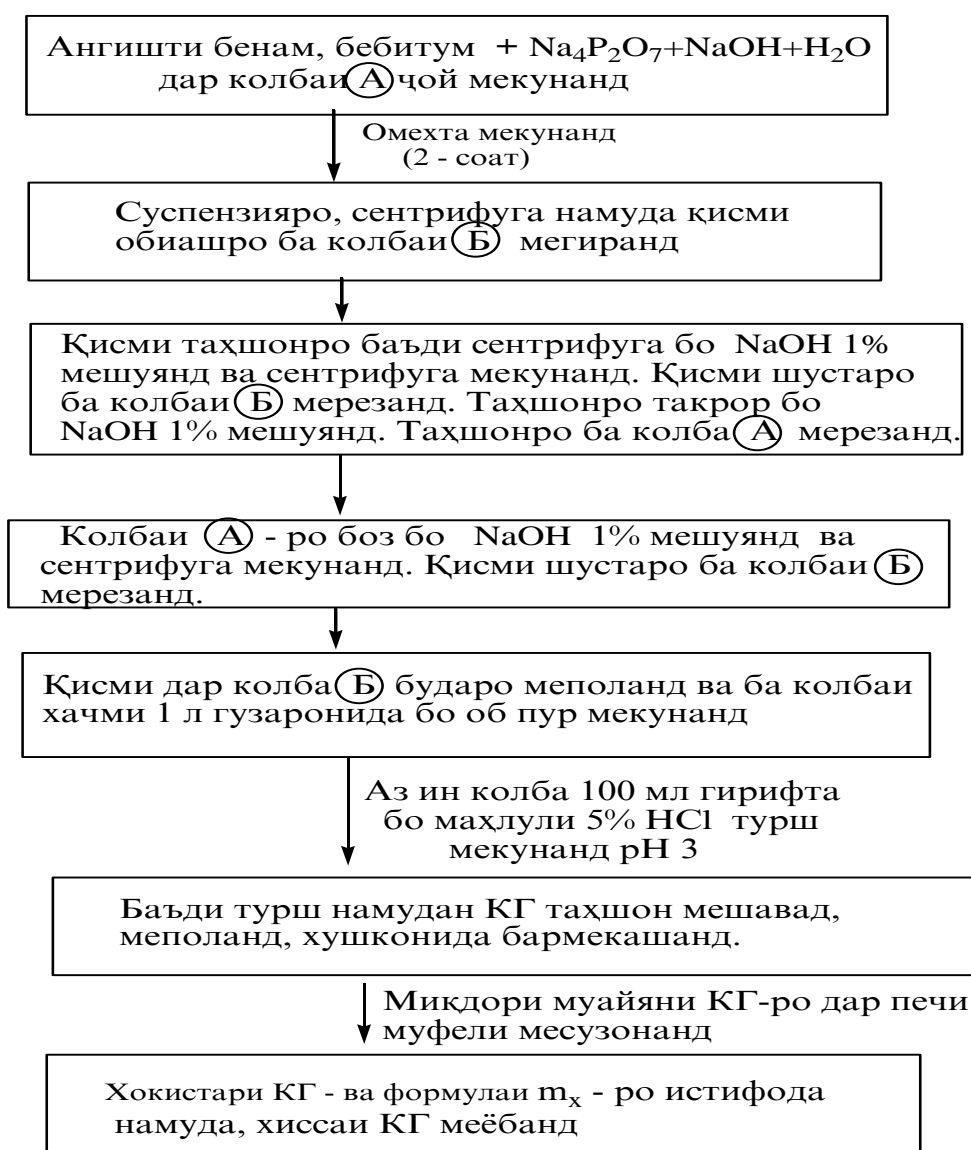 Ангишти бенам, бебитум + Na₄P₂O₇+NaOH+H₂O
дар колбаи А ҷой мекунанд
Омехта мекунанд
(2 - соат)
Суспензияро, сентрифуга намуда қисми
обиашро ба колбаи Б мегиранд
Қисми таҳшонро баъди сентрифуга бо NaOH 1%
мешуянд ва сентрифуга мекунанд. Қисми шустаро
ба колбаи Б мерезанд. Таҳшонро такрор бо
NaOH 1% мешуянд. Таҳшонро ба колба А мерезанд.
Колбаи А - ро боз бо NaOH 1% мешуянд ва
сентрифуга мекунанд. Қисми шустаро ба колбаи Б
мерезанд.
Қисми дар колба Б бударо меполанд ва ба колбаи
хачми 1 л гузаронида бо об пур мекунанд
Аз ин колба 100 мл гирифта
бо маҳлули 5% HCl турш
мекунанд pH 3
Баъди турш намудан КГ таҳшон мешавад,
меполанд, хушконида бармекашанд.
Микдори муайяни КГ-ро дар печи
муфели месузонанд
Хокистари КГ - ва формулаи mₓ - ро истифода
намуда, хиссаи КГ меёбанд